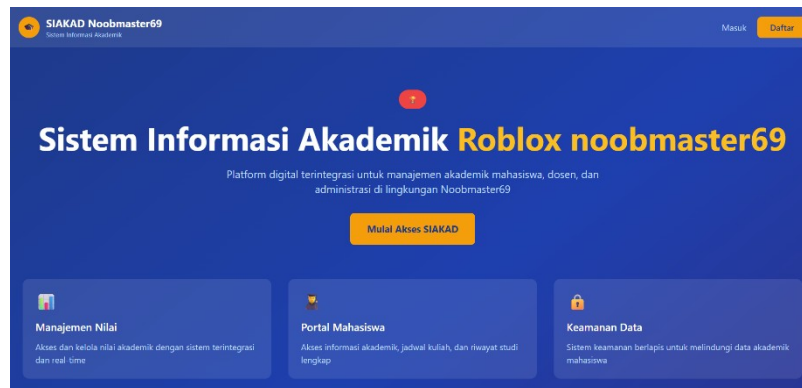 SIAKAD Noobmaster69
Sistem Informasi Akademik
Masuk
Daftar
Sistem Informasi Akademik Roblox noobmaster69
Platform digital terintegrasi untuk manajemen akademik mahasiswa, dosen, dan
administrasi di lingkungan Noobmaster69
Mulai Akses SIAKAD
Manajemen Nilai
Akses dan kelola nilai akademik dengan sistem terintegrasi
dan real-time
Portal Mahasiswa
Akses informasi akademik, jadwal kuliah, dan riwayat studi
lengkap
Keamanan Data
Sistem keamanan berlapis untuk melindungi data akademik
mahasiswa